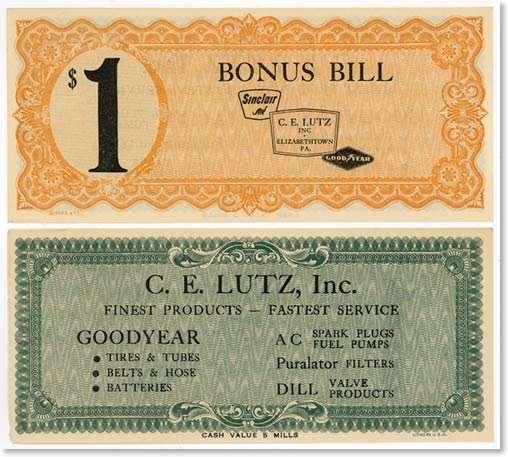 $1
BONUS BILL
Sinclair
C. E. LUTZ
INC
ELIZABETHTOWN
PA.
GOODYEAR
C. E. LUTZ, Inc.
FINEST PRODUCTS — FASTEST SERVICE
GOODYEAR
• TIRES & TUBES
• BELTS & HOSE
• BATTERIES
AC SPARK PLUGS
FUEL PUMPS
Purolator FILTERS
DILL VALVE
PRODUCTS
CASH VALUE 5 MILLS